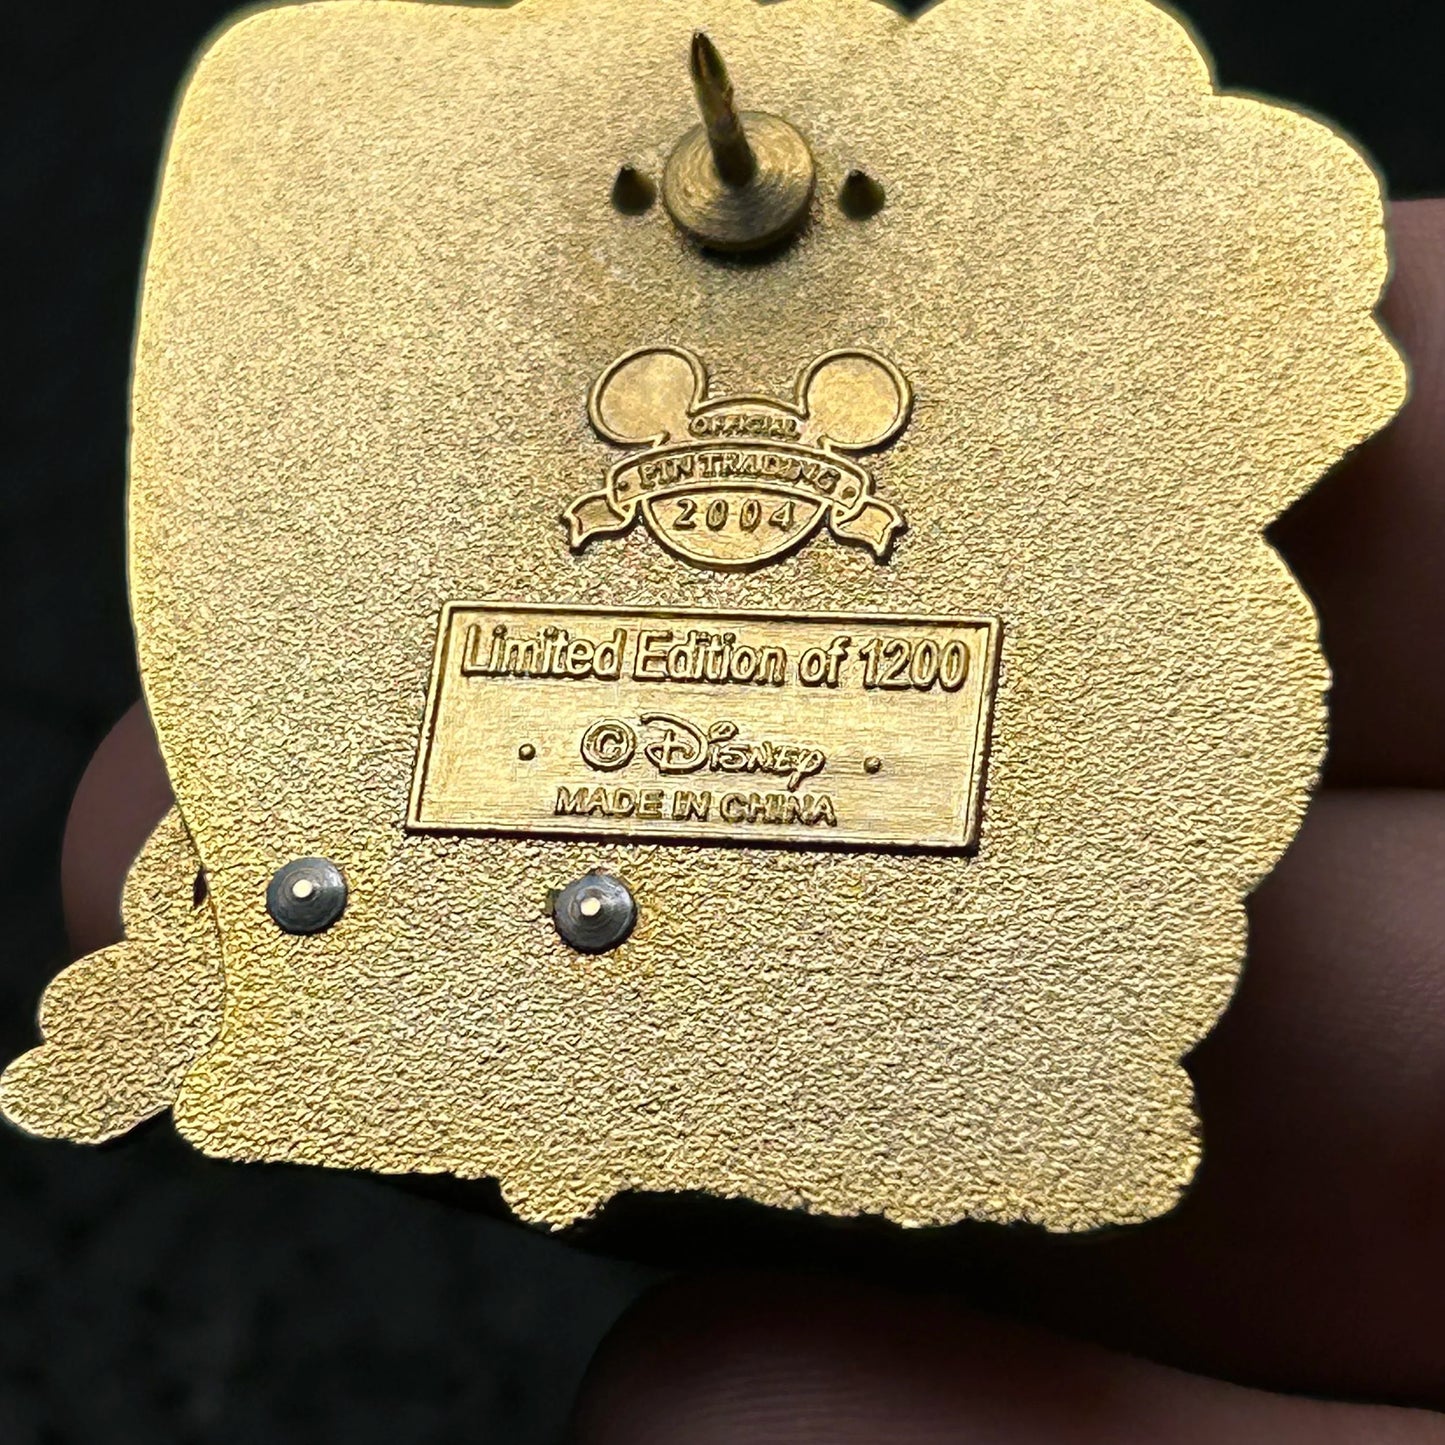 OFFICIAL
PIN TRADING
2004
Limited Edition of 1200
· © Disney ·
MADE IN CHINA